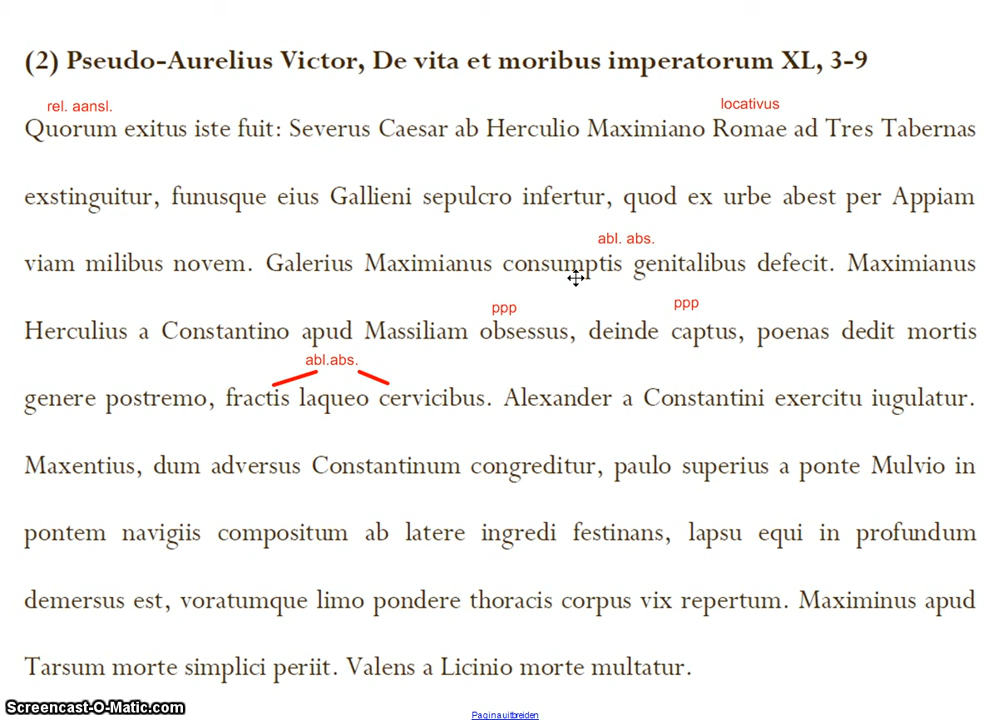 (2) Pseudo-Aurelius Victor, De vita et moribus imperatorum XL, 3-9
rel. aansl. locativus
Quorum exitus iste fuit: Severus Caesar ab Herculio Maximiano Romae ad Tres Tabernas
exstinguitur, funusque eius Gallieni sepulcro infertur, quod ex urbe abest per Appiam
abl. abs.
viam milibus novem. Galerius Maximianus consumptis genitalibus defecit. Maximianus
ppp ppp
Herculius a Constantino apud Massiliam obsessus, deinde captus, poenas dedit mortis
abl.abs.
genere postremo, fractis laqueo cervicibus. Alexander a Constantini exercitu iugulatur.
Maxentius, dum adversus Constantinum congreditur, paulo superius a ponte Mulvio in
pontem navigiis compositum ab latere ingredi festinans, lapsu equi in profundum
demersus est, voratumque limo pondere thoracis corpus vix repertum. Maximinus apud
Tarsum morte simplici periit. Valens a Licinio morte multatur.
Screencast-O-Matic.com
Pagina uitbreiden